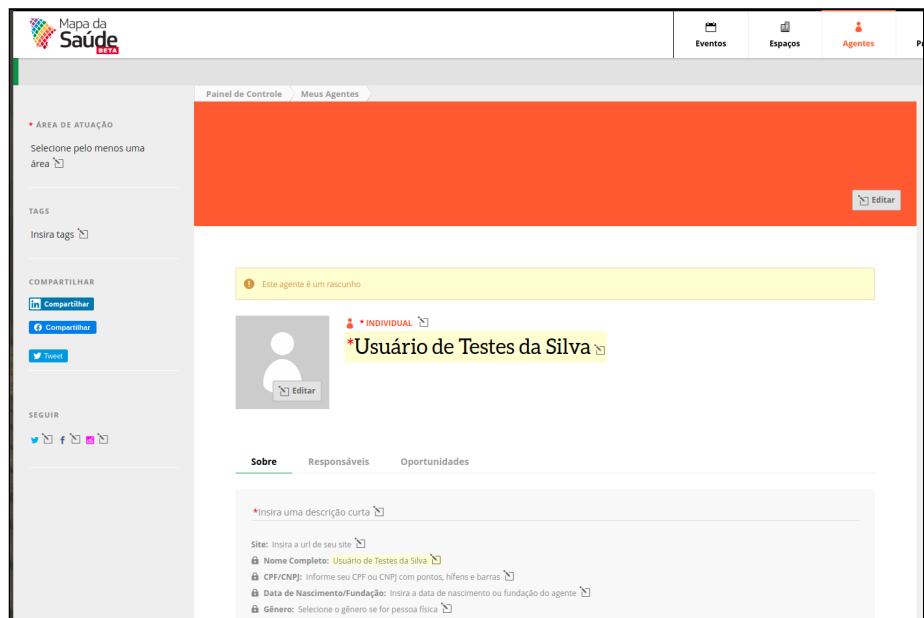 Mapa da
Saúde
BETA
Eventos
Espaços
Agentes
Painel de Controle
Meus Agentes
* ÁREA DE ATUAÇÃO
Selecione pelo menos uma
área
TAGS
Insira tags
COMPARTILHAR
in Compartilhar
Compartilhar
Tweet
SEGUIR
Editar
Este agente é um rascunho
* INDIVIDUAL
*Usuário de Testes da Silva
Editar
Sobre
Responsáveis
Oportunidades
*Insira uma descrição curta
Site: Insira a url de seu site
Nome Completo: Usuário de Testes da Silva
CPF/CNPJ: Informe seu CPF ou CNPJ com pontos, hífens e barras
Data de Nascimento/Fundação: Insira a data de nascimento ou fundação do agente
Gênero: Selecione o gênero se for pessoa física